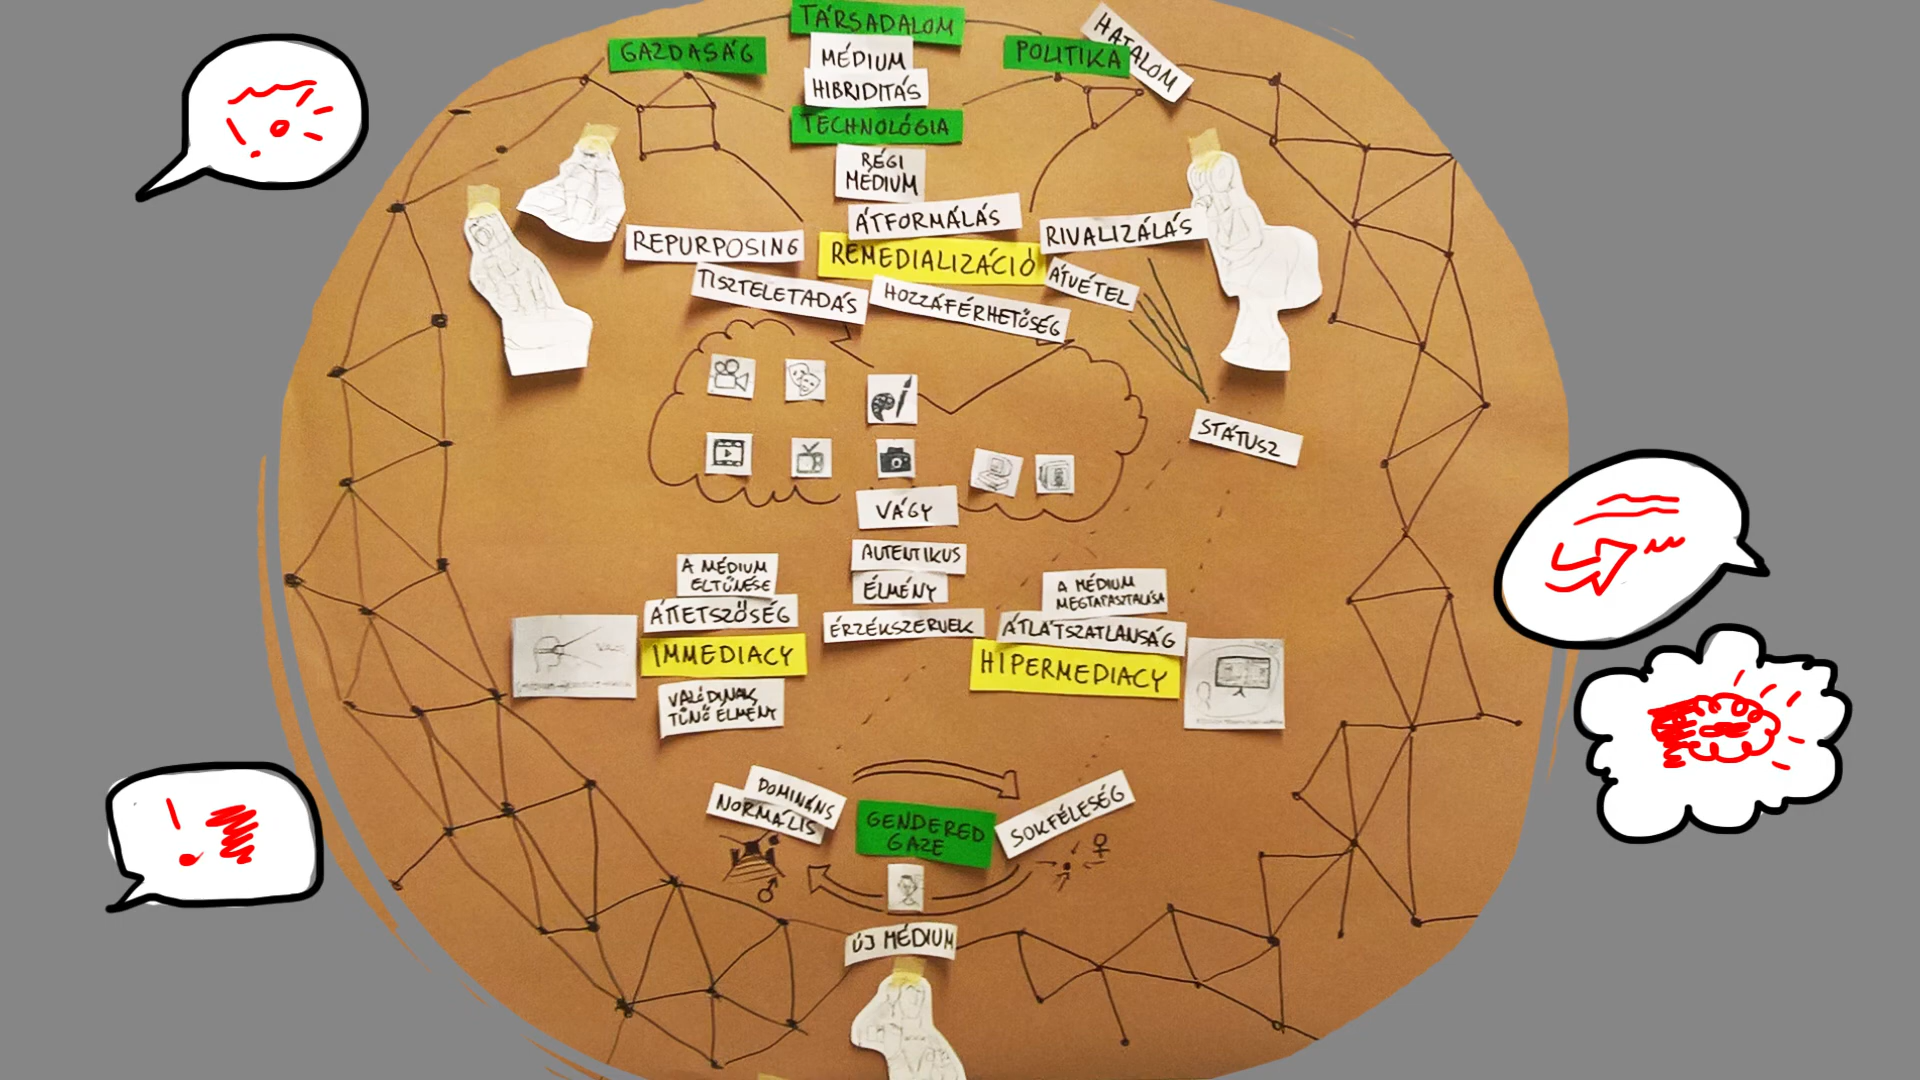 TÁRSADALOM
GAZDASÁG
POLITIKA
HATALOM
MÉDIUM
HIBRIDITÁS
TECHNOLÓGIA
RÉGI
MÉDIUM
ÁTFORMÁLÁS
REPURPOSING
REMEDIALIZÁCIÓ
RIVALIZÁLÁS
TISZTELETADÁS
HOZZÁFÉRHETŐSÉG
ÁTVÉTEL
STÁTUSZ
VÁGY
AUTENTIKUS
ÉLMÉNY
ÉRZÉKSZERVEK
A MÉDIUM
ELTŰNÉSE
ÁTTETSZŐSÉG
IMMEDIACY
VALÓDINAK
TŰNŐ ÉLMÉNY
A MÉDIUM
MEGTAPASZTALÁSA
ÁTLÁTSZATLANSÁG
HIPERMEDIACY
DOMINÁNS
NORMÁLIS
GENDERED
GAZE
SOKFÉLESÉG
ÚJ MÉDIUM